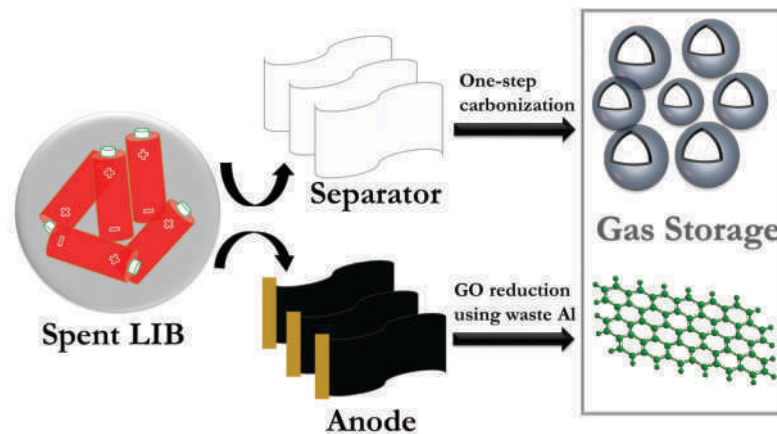 Spent LIB
Separator
Anode
One-step
carbonization
GO reduction
using waste Al
Gas Storage